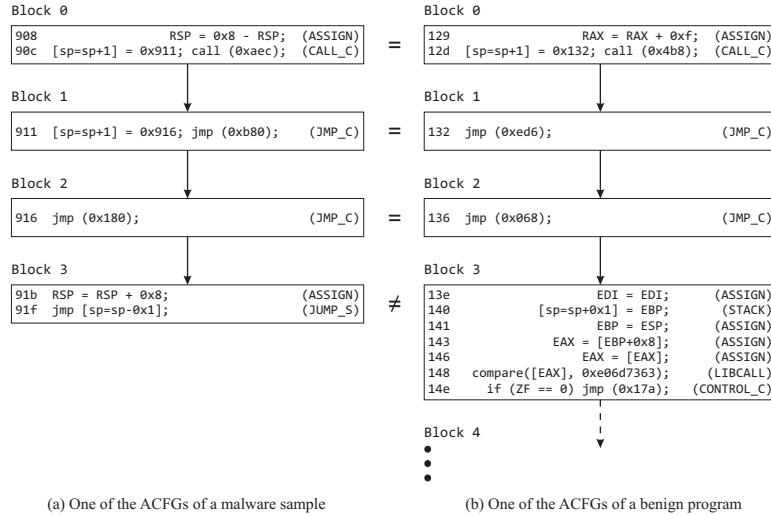 Block 0
908 RSP = 0x8 - RSP; (ASSIGN)
90c [sp=sp+1] = 0x911; call (0xaec); (CALL_C)
Block 1
911 [sp=sp+1] = 0x916; jmp (0xb80); (JMP_C)
Block 2
916 jmp (0x180); (JMP_C)
Block 3
91b RSP = RSP + 0x8; (ASSIGN)
91f jmp [sp=sp-0x1]; (JUMP_S)
(a) One of the ACFGs of a malware sample
=
=
=
≠
Block 0
129 RAX = RAX + 0xf; (ASSIGN)
12d [sp=sp+1] = 0x132; call (0x4b8); (CALL_C)
Block 1
132 jmp (0xed6); (JMP_C)
Block 2
136 jmp (0x068); (JMP_C)
Block 3
13e EDI = EDI; (ASSIGN)
140 [sp=sp+0x1] = EBP; (STACK)
141 EBP = ESP; (ASSIGN)
143 EAX = [EBP+0x8]; (ASSIGN)
146 EAX = [EAX]; (ASSIGN)
148 compare([EAX], 0xe06d7363); (LIBCALL)
14e if (ZF == 0) jmp (0x17a); (CONTROL_C)
Block 4
(b) One of the ACFGs of a benign program